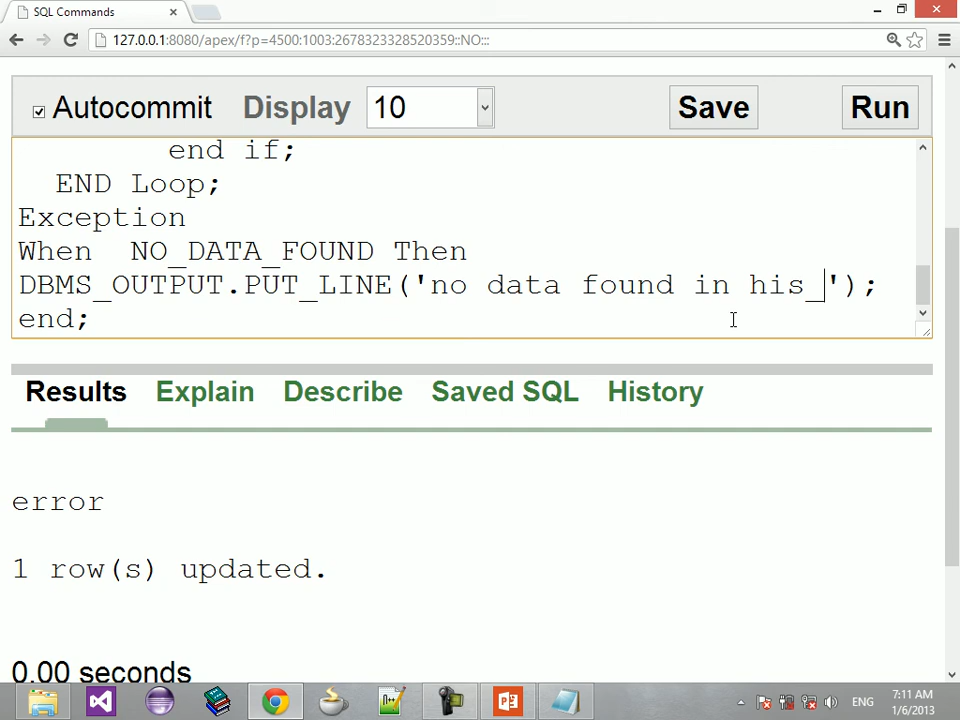 SQL Commands
127.0.0.1:8080/apex/f?p=4500:1003:2678323328520359::NO:::
Autocommit Display 10 Save Run
end if;
END Loop;
Exception
When NO_DATA_FOUND Then
DBMS_OUTPUT.PUT_LINE('no data found in his_');
end;
Results Explain Describe Saved SQL History
error
1 row(s) updated.
0.00 seconds
ENG
7:11 AM
1/6/2013